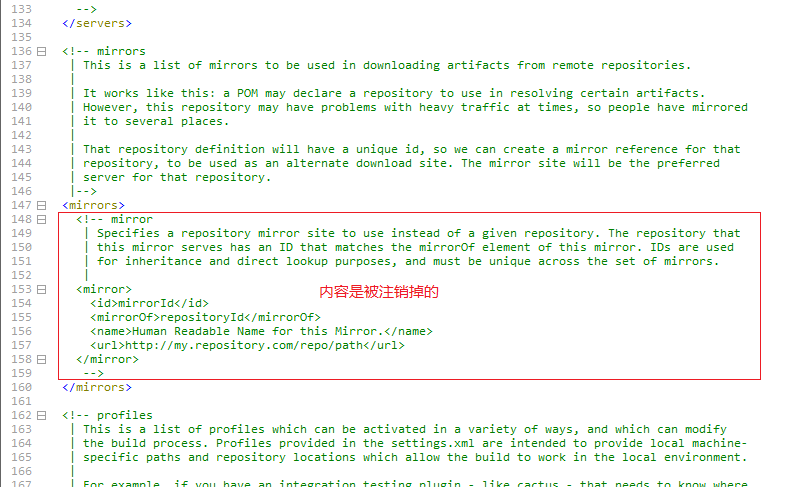 133 -->
134 </servers>
135
136 <!-- mirrors
137 | This is a list of mirrors to be used in downloading artifacts from remote repositories.
138 |
139 | It works like this: a POM may declare a repository to use in resolving certain artifacts.
140 | However, this repository may have problems with heavy traffic at times, so people have mirrored
141 | it to several places.
142 |
143 | That repository definition will have a unique id, so we can create a mirror reference for that
144 | repository, to be used as an alternate download site. The mirror site will be the preferred
145 | server for that repository.
146 |-->
147 <mirrors>
148 <!-- mirror
149 | Specifies a repository mirror site to use instead of a given repository. The repository that
150 | this mirror serves has an ID that matches the mirrorOf element of this mirror. IDs are used
151 | for inheritance and direct lookup purposes, and must be unique across the set of mirrors.
152 |
153 <mirror>
内容是被注销掉的
154 <id>mirrorId</id>
155 <mirrorOf>repositoryId</mirrorOf>
156 <name>Human Readable Name for this Mirror.</name>
157 <url>http://my.repository.com/repo/path</url>
158 </mirror>
159 -->
160 </mirrors>
161
162 <!-- profiles
163 | This is a list of profiles which can be activated in a variety of ways, and which can modify
164 | the build process. Profiles provided in the settings.xml are intended to provide local machine-
165 | specific paths and repository locations which allow the build to work in the local environment.
166 |
167 | For example, if you have an integration testing plugin - like cactus - that needs to know where